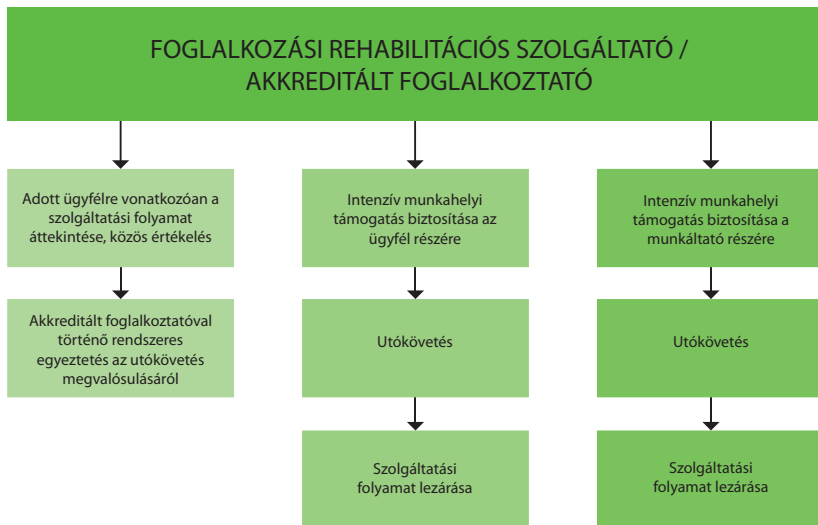 FOGLALKOZÁSI REHABILITÁCIÓS SZOLGÁLTATÓ /
AKKREDITÁLT FOGLALKOZTATÓ
Adott ügyfélre vonatkozóan a
szolgáltatási folyamat
áttekintése, közös értékelés
Akkreditált foglalkoztatóval
történő rendszeres
egyeztetés az utókövetés
megvalósulásáról
Intenzív munkahelyi
támogatás biztosítása az
ügyfél részére
Utókövetés
Szolgáltatási
folyamat lezárása
Intenzív munkahelyi
támogatás biztosítása a
munkáltató részére
Utókövetés
Szolgáltatási
folyamat lezárása